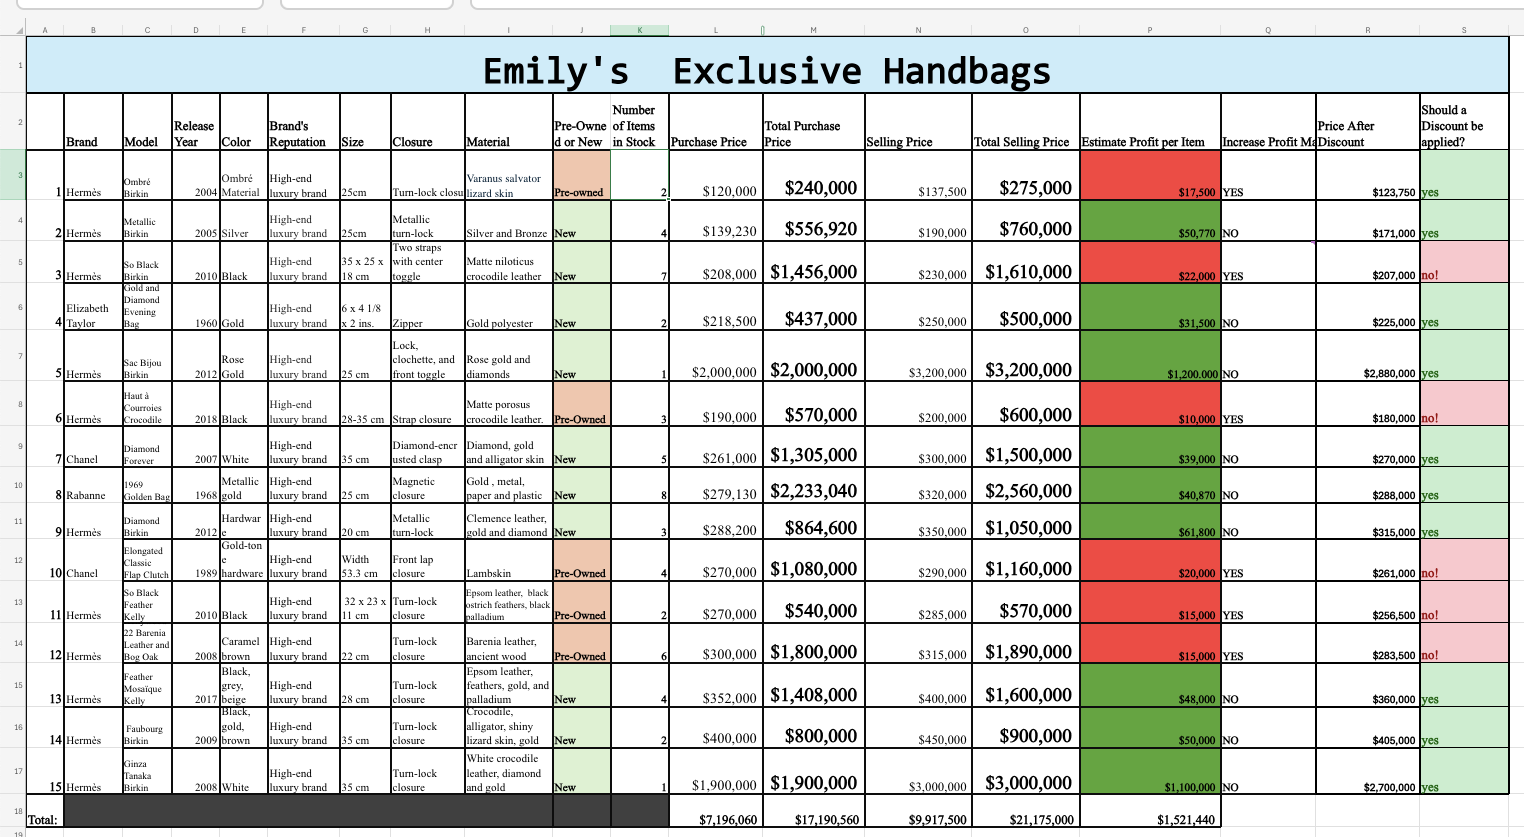 A B C D E F G H I J K L M N O P Q R S
1 Emily's Exclusive Handbags
2 Brand Model Release Year Color Brand's Reputation Size Closure Material Pre-Owned or New Number of Items in Stock Purchase Price Total Purchase Price Selling Price Total Selling Price Estimate Profit per Item Increase Profit Ma Price After Discount Should a Discount be applied?
3 1 Hermès Ombré Birkin 2004 Ombré Material High-end luxury brand 25cm Turn-lock closu Varanus salvator lizard skin Pre-owned 2 $120,000 $240,000 $137,500 $275,000 $17,500 YES $123,750 yes
4 2 Hermès Metallic Birkin 2005 Silver High-end luxury brand 25cm Metallic turn-lock Silver and Bronze New 4 $139,230 $556,920 $190,000 $760,000 $50,770 NO $171,000 yes
5 3 Hermès So Black Birkin 2010 Black High-end luxury brand 35 x 25 x 18 cm Two straps with center toggle Matte niloticus crocodile leather New 7 $208,000 $1,456,000 $230,000 $1,610,000 $22,000 YES $207,000 no!
6 4 Elizabeth Taylor Gold and Diamond Evening Bag 1960 Gold High-end luxury brand 6 x 4 1/8 x 2 ins. Zipper Gold polyester New 2 $218,500 $437,000 $250,000 $500,000 $31,500 NO $225,000 yes
7 5 Hermès Sac Bijou Birkin 2012 Rose Gold High-end luxury brand 25 cm Lock, clochette, and front toggle Rose gold and diamonds New 1 $2,000,000 $2,000,000 $3,200,000 $3,200,000 $1,200,000 NO $2,880,000 yes
8 6 Hermès Haut à Courroies Crocodile 2018 Black High-end luxury brand 28-35 cm Strap closure Matte porosus crocodile leather. Pre-Owned 3 $190,000 $570,000 $200,000 $600,000 $10,000 YES $180,000 no!
9 7 Chanel Diamond Forever 2007 White High-end luxury brand 35 cm Diamond-encrusted clasp Diamond, gold and alligator skin New 5 $261,000 $1,305,000 $300,000 $1,500,000 $39,000 NO $270,000 yes
10 8 Rabanne 1969 Golden Bag 1968 Metallic gold High-end luxury brand 25 cm Magnetic closure Gold , metal, paper and plastic New 8 $279,130 $2,233,040 $320,000 $2,560,000 $40,870 NO $288,000 yes
11 9 Hermès Diamond Birkin 2012 Hardware High-end luxury brand 20 cm Metallic turn-lock Clemence leather, gold and diamond New 3 $288,200 $864,600 $350,000 $1,050,000 $61,800 NO $315,000 yes
12 10 Chanel Elongated Classic Flap Clutch 1989 Gold-tone hardware High-end luxury brand Width 53.3 cm Front lap closure Lambskin Pre-Owned 4 $270,000 $1,080,000 $290,000 $1,160,000 $20,000 YES $261,000 no!
13 11 Hermès So Black Feather Kelly 2010 Black High-end luxury brand 32 x 23 x 11 cm Turn-lock closure Epsom leather, black ostrich feathers, black palladium Pre-Owned 2 $270,000 $540,000 $285,000 $570,000 $15,000 YES $256,500 no!
14 12 Hermès 22 Barenia Leather and Bog Oak 2008 Caramel brown High-end luxury brand 22 cm Turn-lock closure Barenia leather, ancient wood Pre-Owned 6 $300,000 $1,800,000 $315,000 $1,890,000 $15,000 YES $283,500 no!
15 13 Hermès Feather Mosaïque Kelly 2017 Black, grey, beige High-end luxury brand 28 cm Turn-lock closure Epsom leather, feathers, gold, and palladium New 4 $352,000 $1,408,000 $400,000 $1,600,000 $48,000 NO $360,000 yes
16 14 Hermès Faubourg Birkin 2009 Black, gold, brown High-end luxury brand 35 cm Turn-lock closure Crocodile, alligator, shiny lizard skin, gold New 2 $400,000 $800,000 $450,000 $900,000 $50,000 NO $405,000 yes
17 15 Hermès Ginza Tanaka Birkin 2008 White High-end luxury brand 35 cm Turn-lock closure White crocodile leather, diamond and gold New 1 $1,900,000 $1,900,000 $3,000,000 $3,000,000 $1,100,000 NO $2,700,000 yes
18 Total: $7,196,060 $17,190,560 $9,917,500 $21,175,000 $1,521,440
19